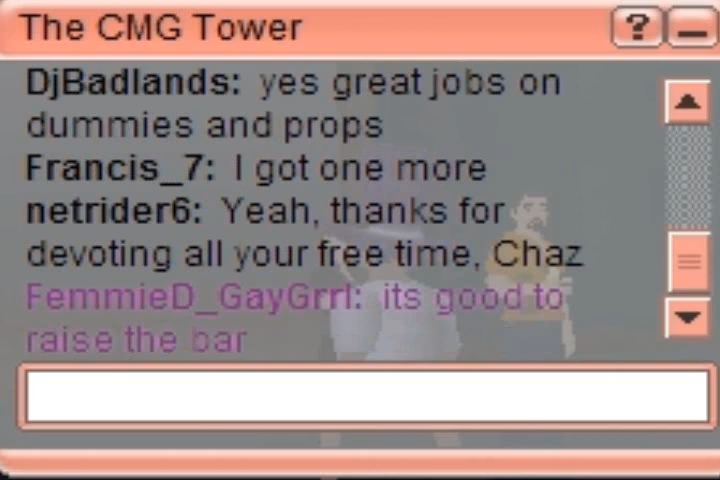 The CMG Tower
?
DjBadlands: yes great jobs on
dummies and props
Francis_7: I got one more
netrider6: Yeah, thanks for
devoting all your free time, Chaz
FemmieD_GayGrrl: its good to
raise the bar